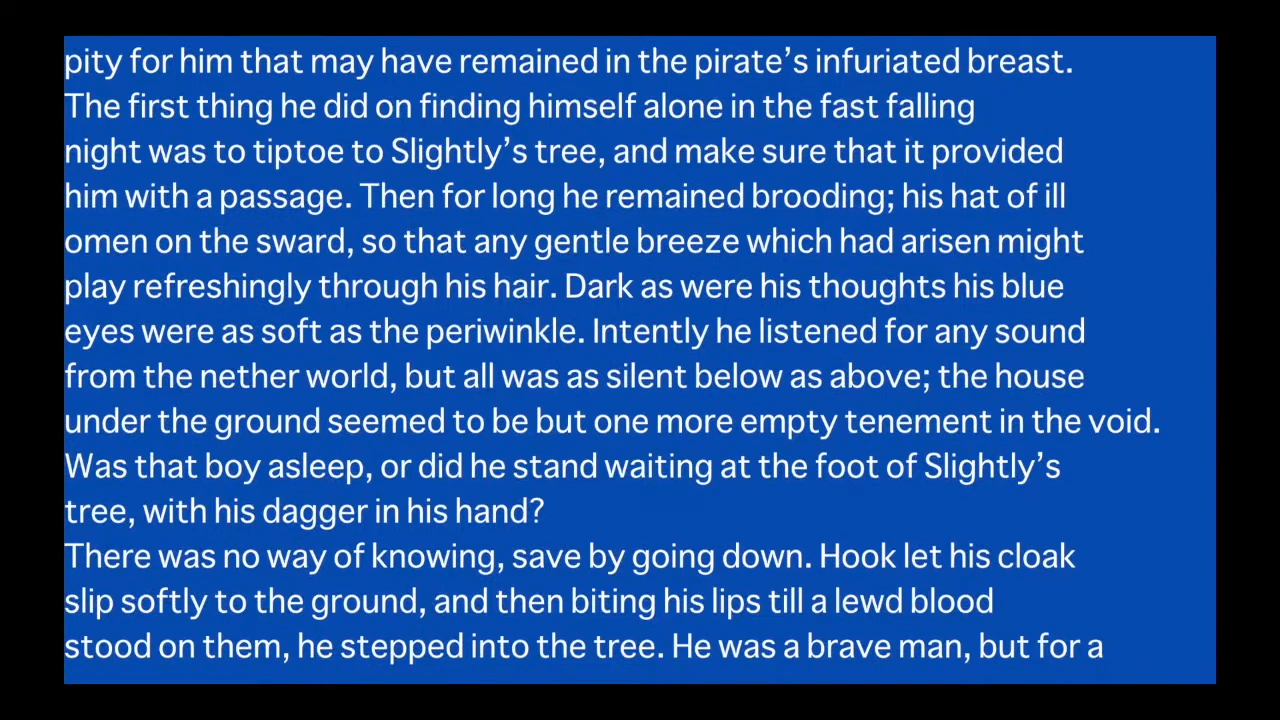 pity for him that may have remained in the pirate’s infuriated breast.
The first thing he did on finding himself alone in the fast falling
night was to tiptoe to Slightly’s tree, and make sure that it provided
him with a passage. Then for long he remained brooding; his hat of ill
omen on the sward, so that any gentle breeze which had arisen might
play refreshingly through his hair. Dark as were his thoughts his blue
eyes were as soft as the periwinkle. Intently he listened for any sound
from the nether world, but all was as silent below as above; the house
under the ground seemed to be but one more empty tenement in the void.
Was that boy asleep, or did he stand waiting at the foot of Slightly’s
tree, with his dagger in his hand?
There was no way of knowing, save by going down. Hook let his cloak
slip softly to the ground, and then biting his lips till a lewd blood
stood on them, he stepped into the tree. He was a brave man, but for a